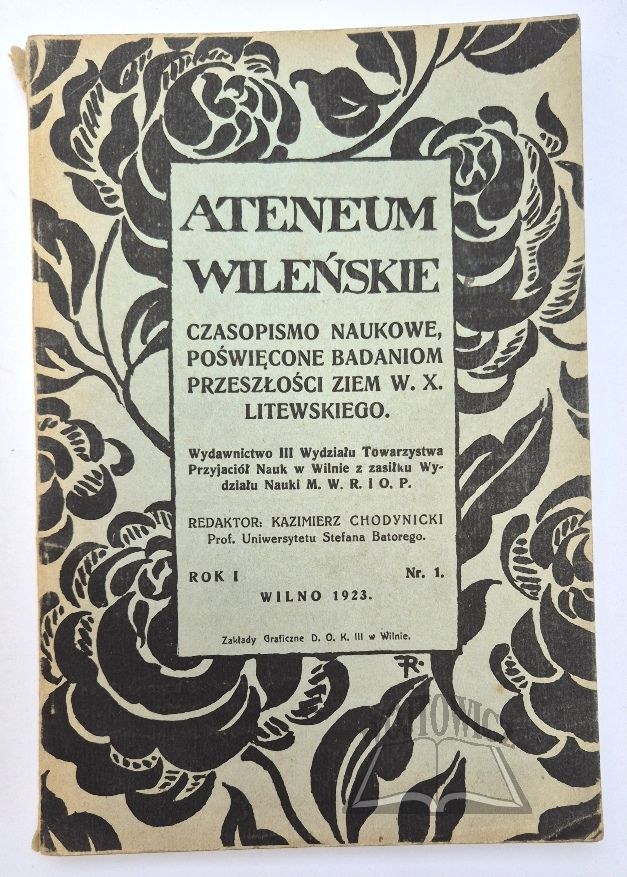 ATENEUM
WILEŃSKIE
CZASOPISMO NAUKOWE,
POŚWIĘCONE BADANIOM
PRZESZŁOŚCI ZIEM W. X.
LITEWSKIEGO.
Wydawnictwo III Wydziału Towarzystwa
Przyjaciół Nauk w Wilnie z zasiłku Wy-
działu Nauki M. W. R. I O. P.
REDAKTOR: KAZIMIERZ CHODYNICKI
Prof. Uniwersytetu Stefana Batorego.
ROK I Nr. 1.
WILNO 1923.
Zakłady Graficzne D. O. K. III w Wilnie.